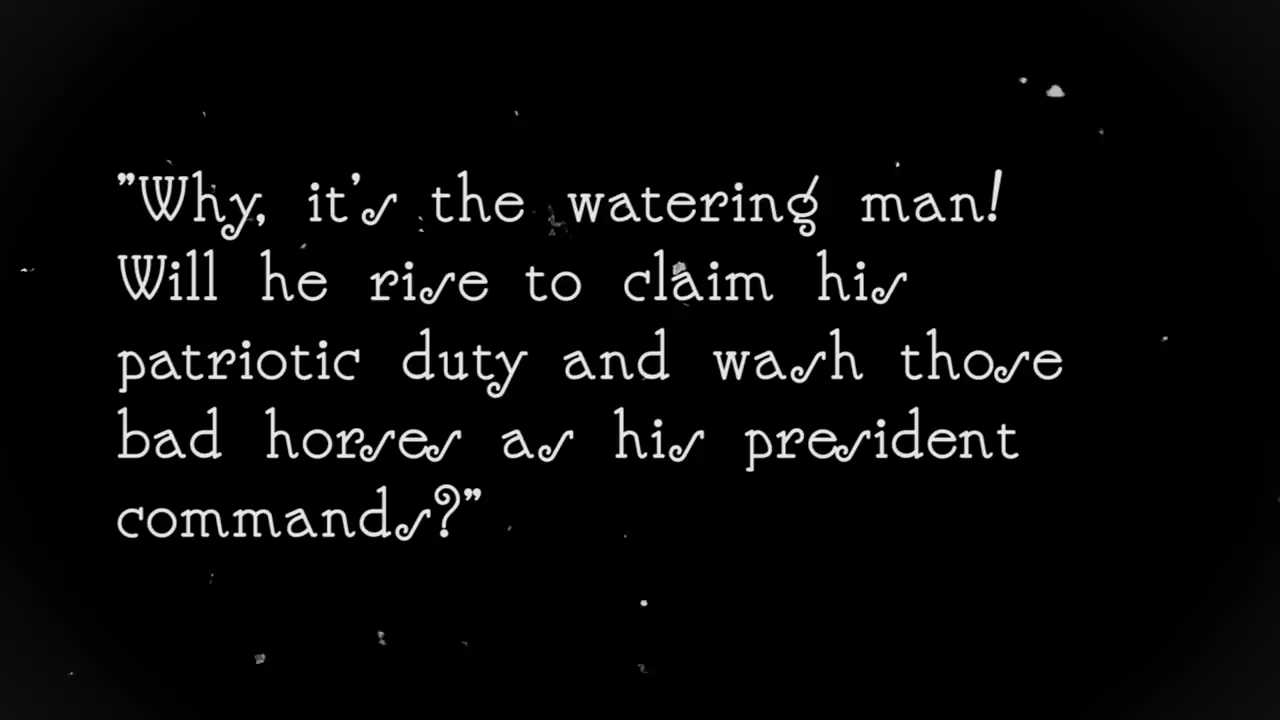 "Why, it's the watering man!
Will he rise to claim his
patriotic duty and wash those
bad horses as his president
commands?"